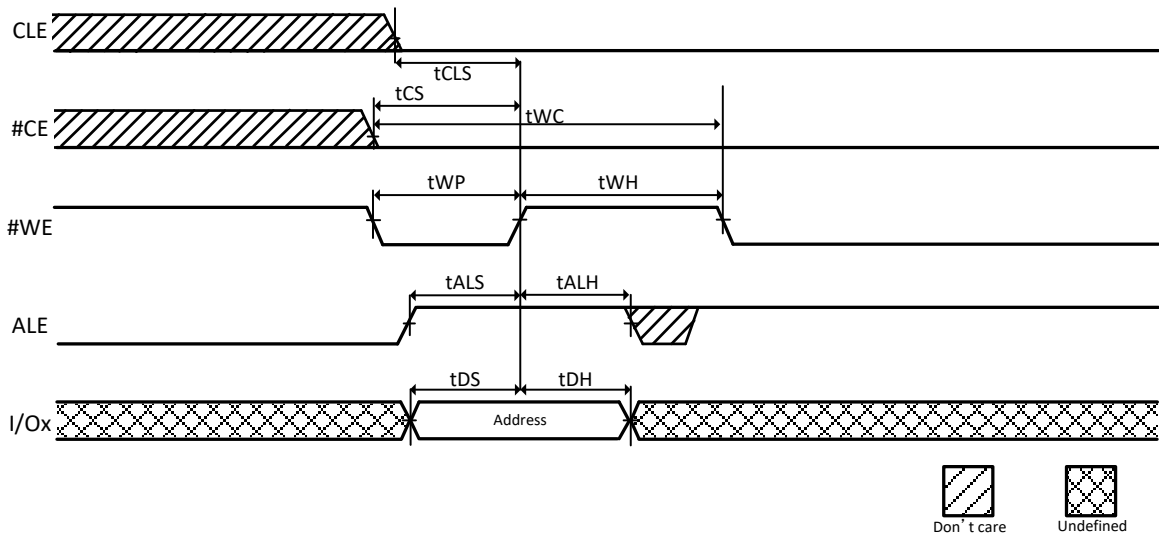 CLE
tCLS
tCS
#CE
tWC
tWP
tWH
#WE
tALS
tALH
ALE
tDS
tDH
I/Ox
Address
Don’t care
Undefined